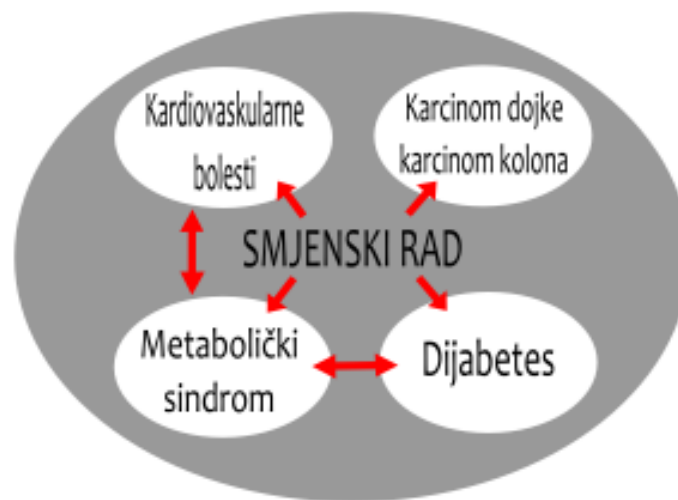 Kardiovaskularne
bolesti
Karcinom dojke
karcinom kolona
SMJENSKI RAD
Metabolički
sindrom
Dijabetes